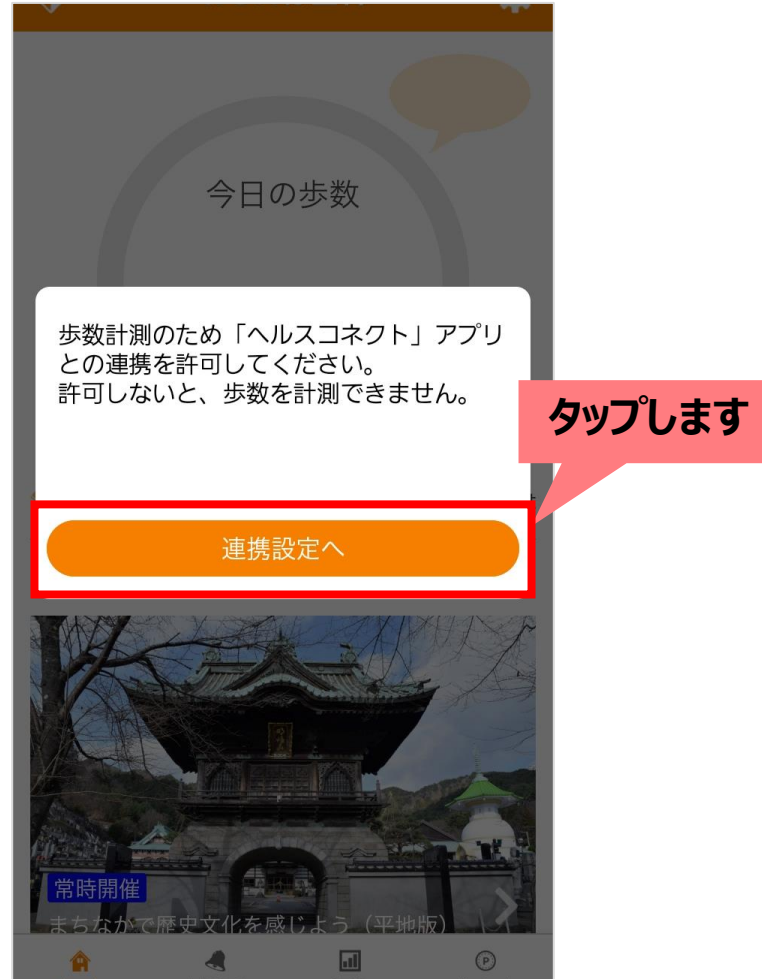 今日の歩数
歩数計測のため「ヘルスコネクト」アプリ
との連携を許可してください。
許可しないと、歩数を計測できません。
タップします
連携設定へ
常時開催
まちなかで歴史文化を感じよう（平地版）
P